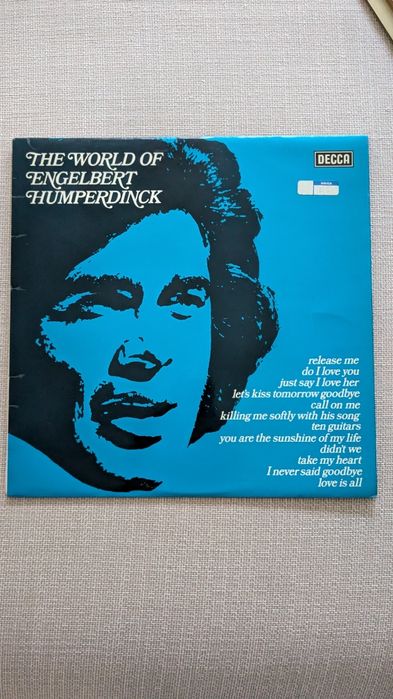 THE WORLD OF
ENGELBERT
HUMPERDINCK
DECCA
release me
do I love you
just say I love her
let's kiss tomorrow goodbye
call on me
killing me softly with his song
ten guitars
you are the sunshine of my life
didn't we
take my heart
I never said goodbye
love is all